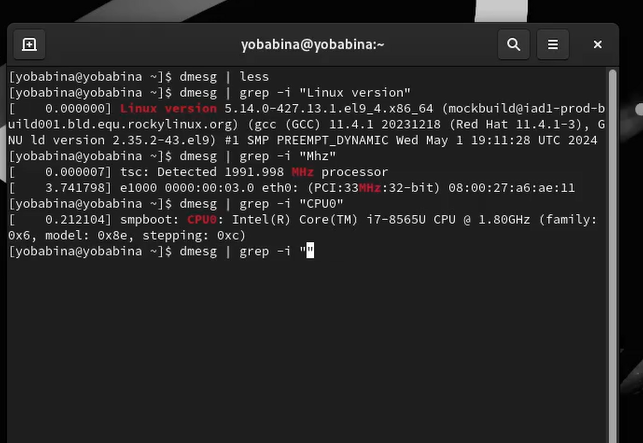 yobabina@yobabina:~
[yobabina@yobabina ~]$ dmesg | less
[yobabina@yobabina ~]$ dmesg | grep -i "Linux version"
[    0.000000] Linux version 5.14.0-427.13.1.el9_4.x86_64 (mockbuild@iad1-prod-b
uild001.bld.equ.rockylinux.org) (gcc (GCC) 11.4.1 20231218 (Red Hat 11.4.1-3), G
NU ld version 2.35.2-43.el9) #1 SMP PREEMPT_DYNAMIC Wed May 1 19:11:28 UTC 2024
[yobabina@yobabina ~]$ dmesg | grep -i "Mhz"
[    0.000007] tsc: Detected 1991.998 MHz processor
[    3.741798] e1000 0000:00:03.0 eth0: (PCI:33MHz:32-bit) 08:00:27:a6:ae:11
[yobabina@yobabina ~]$ dmesg | grep -i "CPU0"
[    0.212104] smpboot: CPU0: Intel(R) Core(TM) i7-8565U CPU @ 1.80GHz (family:
0x6, model: 0x8e, stepping: 0xc)
[yobabina@yobabina ~]$ dmesg | grep -i ""